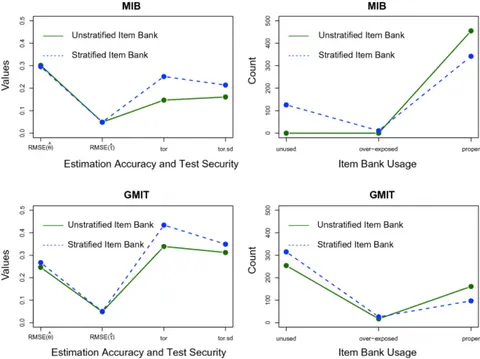 MIB
Values
0.0 0.1 0.2 0.3 0.4 0.5
Unstratified Item Bank
Stratified Item Bank
RMSE(θ̂) RMSE(τ̂) tor tor.sd
Estimation Accuracy and Test Security
MIB
Count
0 100 200 300 400 500
Unstratified Item Bank
Stratified Item Bank
unused over−exposed proper
Item Bank Usage
GMIT
Values
0.0 0.1 0.2 0.3 0.4 0.5
Unstratified Item Bank
Stratified Item Bank
RMSE(θ̂) RMSE(τ̂) tor tor.sd
Estimation Accuracy and Test Security
GMIT
Count
0 100 200 300 400 500
Unstratified Item Bank
Stratified Item Bank
unused over−exposed proper
Item Bank Usage